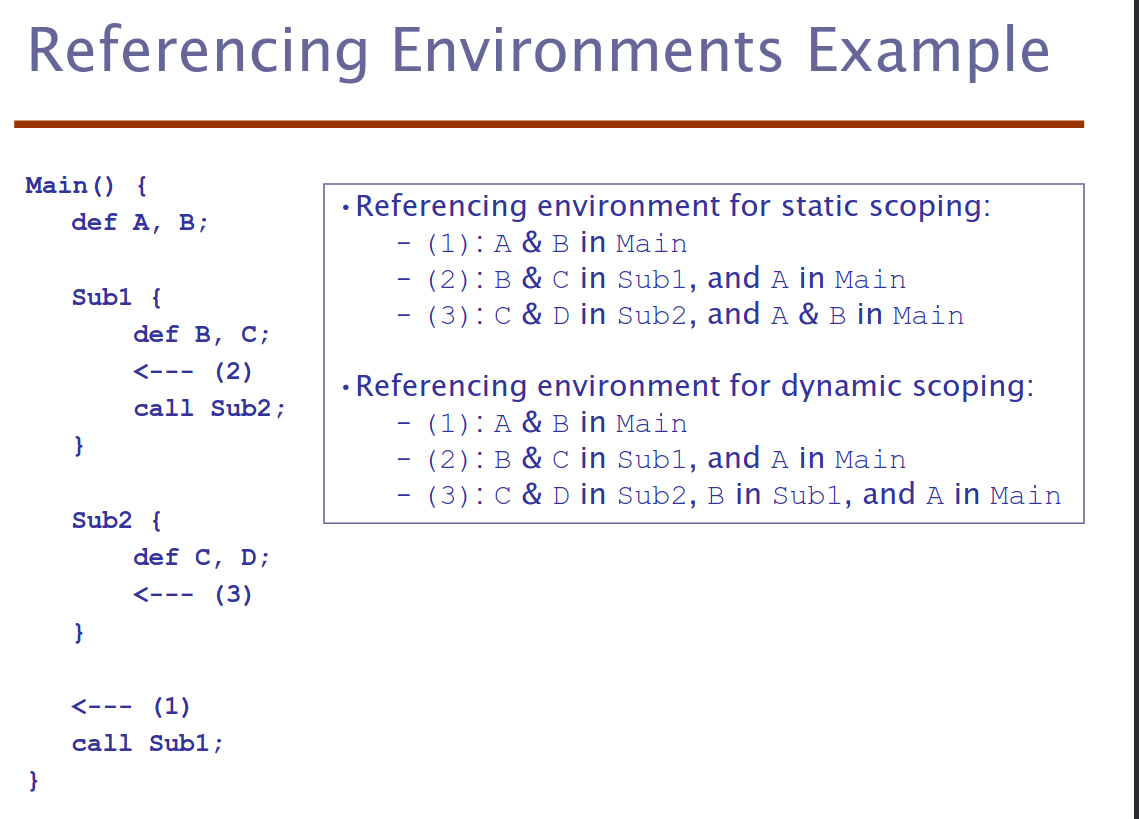 Referencing Environments Example
Main() {
def A, B;
Sub1 {
def B, C;
<--- (2)
call Sub2;
}
Sub2 {
def C, D;
<--- (3)
}
<--- (1)
call Sub1;
}
•Referencing environment for static scoping:
– (1): A & B in Main
– (2): B & C in Sub1, and A in Main
– (3): C & D in Sub2, and A & B in Main
•Referencing environment for dynamic scoping:
– (1): A & B in Main
– (2): B & C in Sub1, and A in Main
– (3): C & D in Sub2, B in Sub1, and A in Main